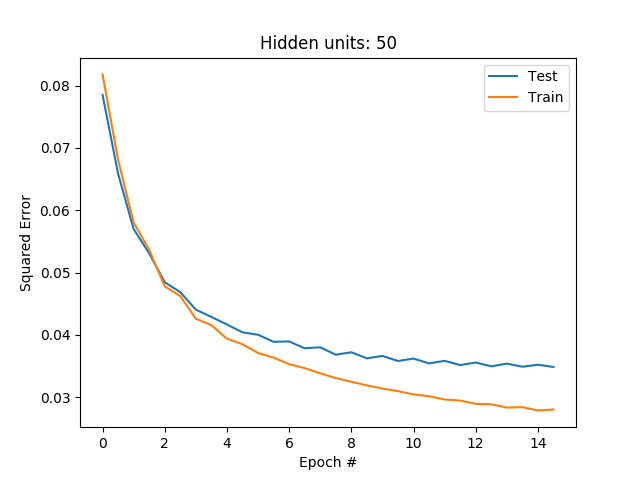 Hidden units: 50
Test
Train
Squared Error
0.08
0.07
0.06
0.05
0.04
0.03
0 2 4 6 8 10 12 14
Epoch #